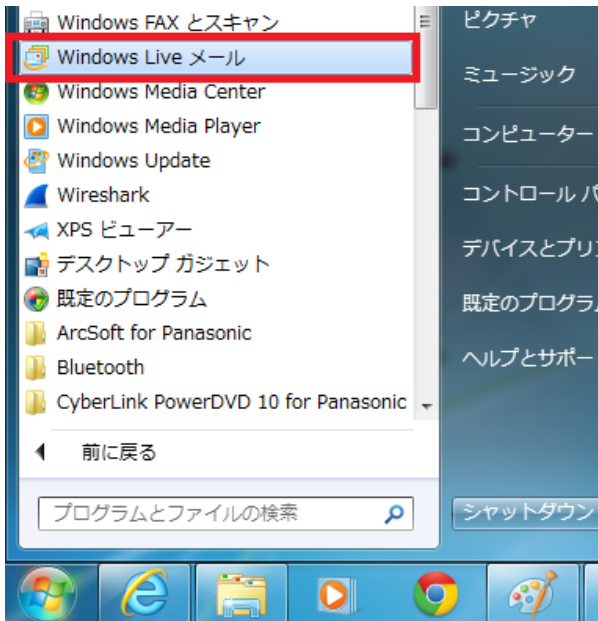 Windows FAX とスキャン
Windows Live メール
Windows Media Center
Windows Media Player
Windows Update
Wireshark
XPS ビューアー
デスクトップ ガジェット
既定のプログラム
ArcSoft for Panasonic
Bluetooth
CyberLink PowerDVD 10 for Panasonic
前に戻る
プログラムとファイルの検索
ピクチャ
ミュージック
コンピューター
コントロール パ
デバイスとプリ
既定のプログラ
ヘルプとサポー
シャットダウン